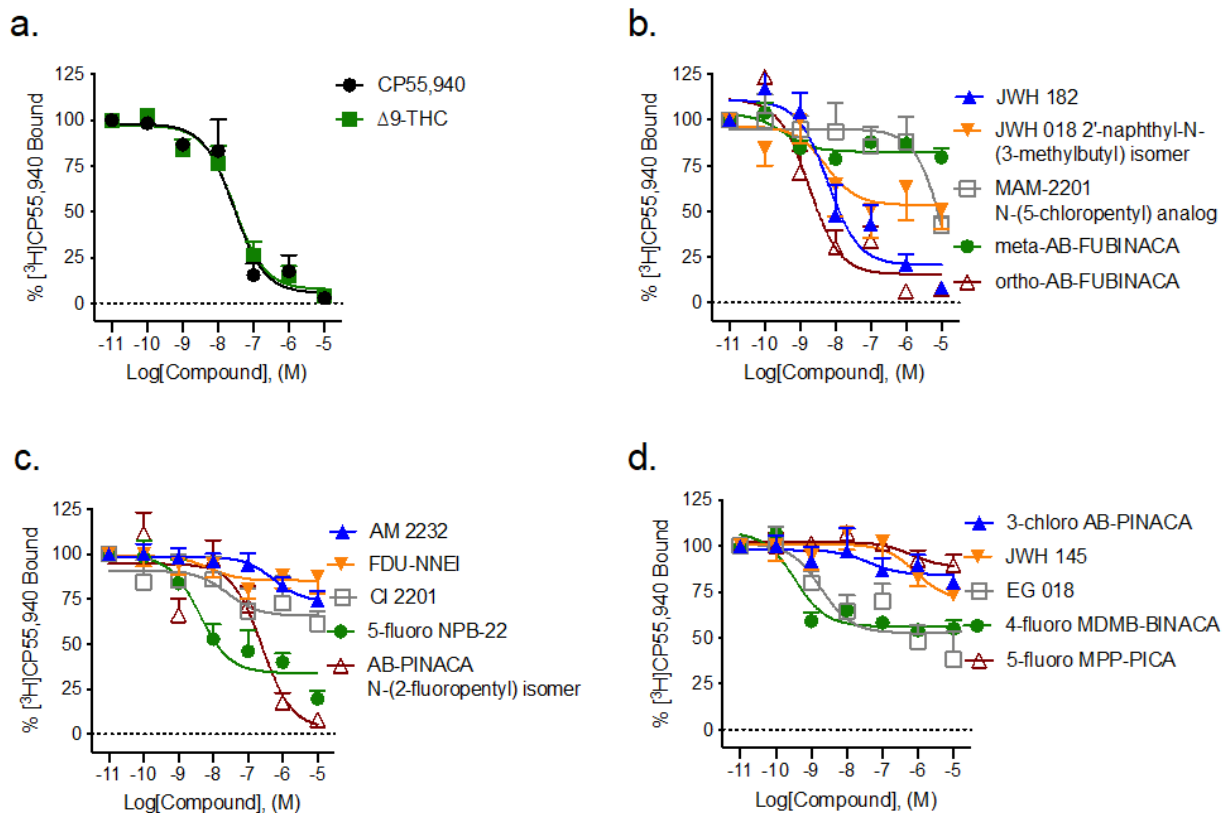 a.
% [³H]CP55,940 Bound
125
100
75
50
25
0
-11 -10 -9 -8 -7 -6 -5
Log[Compound], (M)
CP55,940
Δ9-THC
b.
% [³H]CP55,940 Bound
125
100
75
50
25
0
-11 -10 -9 -8 -7 -6 -5
Log[Compound], (M)
JWH 182
JWH 018 2'-naphthyl-N-
(3-methylbutyl) isomer
MAM-2201
N-(5-chloropentyl) analog
meta-AB-FUBINACA
ortho-AB-FUBINACA
c.
% [³H]CP55,940 Bound
125
100
75
50
25
0
-11 -10 -9 -8 -7 -6 -5
Log[Compound], (M)
AM 2232
FDU-NNEI
CI 2201
5-fluoro NPB-22
AB-PINACA
N-(2-fluoropentyl) isomer
d.
% [³H]CP55,940 Bound
125
100
75
50
25
0
-11 -10 -9 -8 -7 -6 -5
Log[Compound], (M)
3-chloro AB-PINACA
JWH 145
EG 018
4-fluoro MDMB-BINACA
5-fluoro MPP-PICA